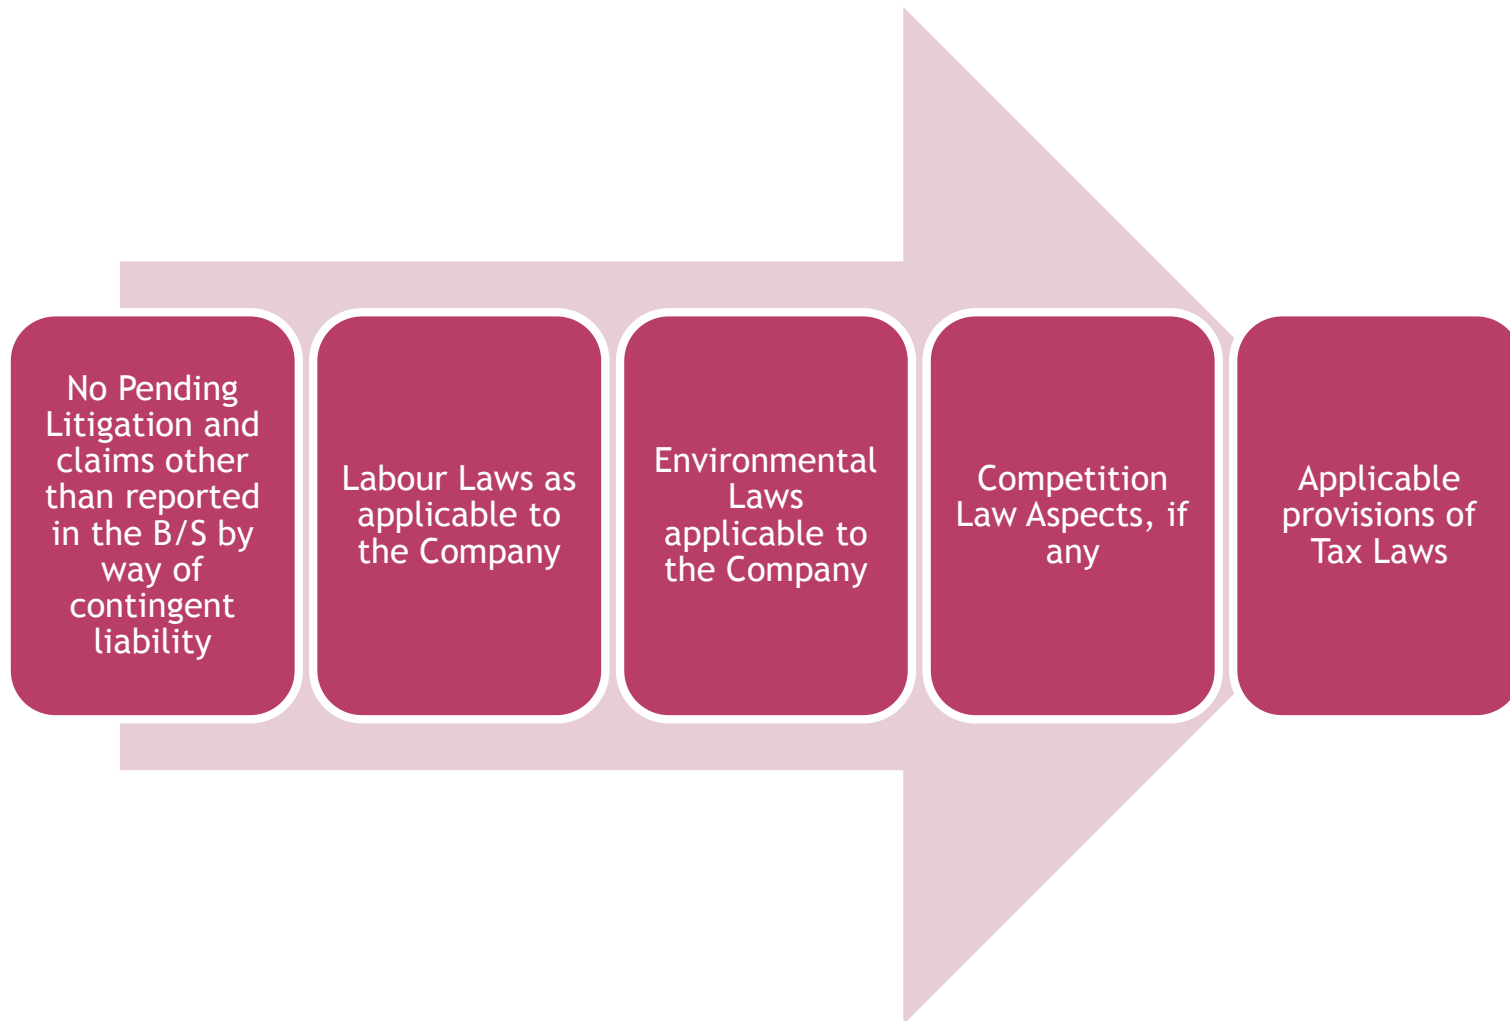 No Pending
Litigation and
claims other
than reported
in the B/S by
way of
contingent
liability
Labour Laws as
applicable to
the Company
Environmental
Laws
applicable to
the Company
Competition
Law Aspects, if
any
Applicable
provisions of
Tax Laws